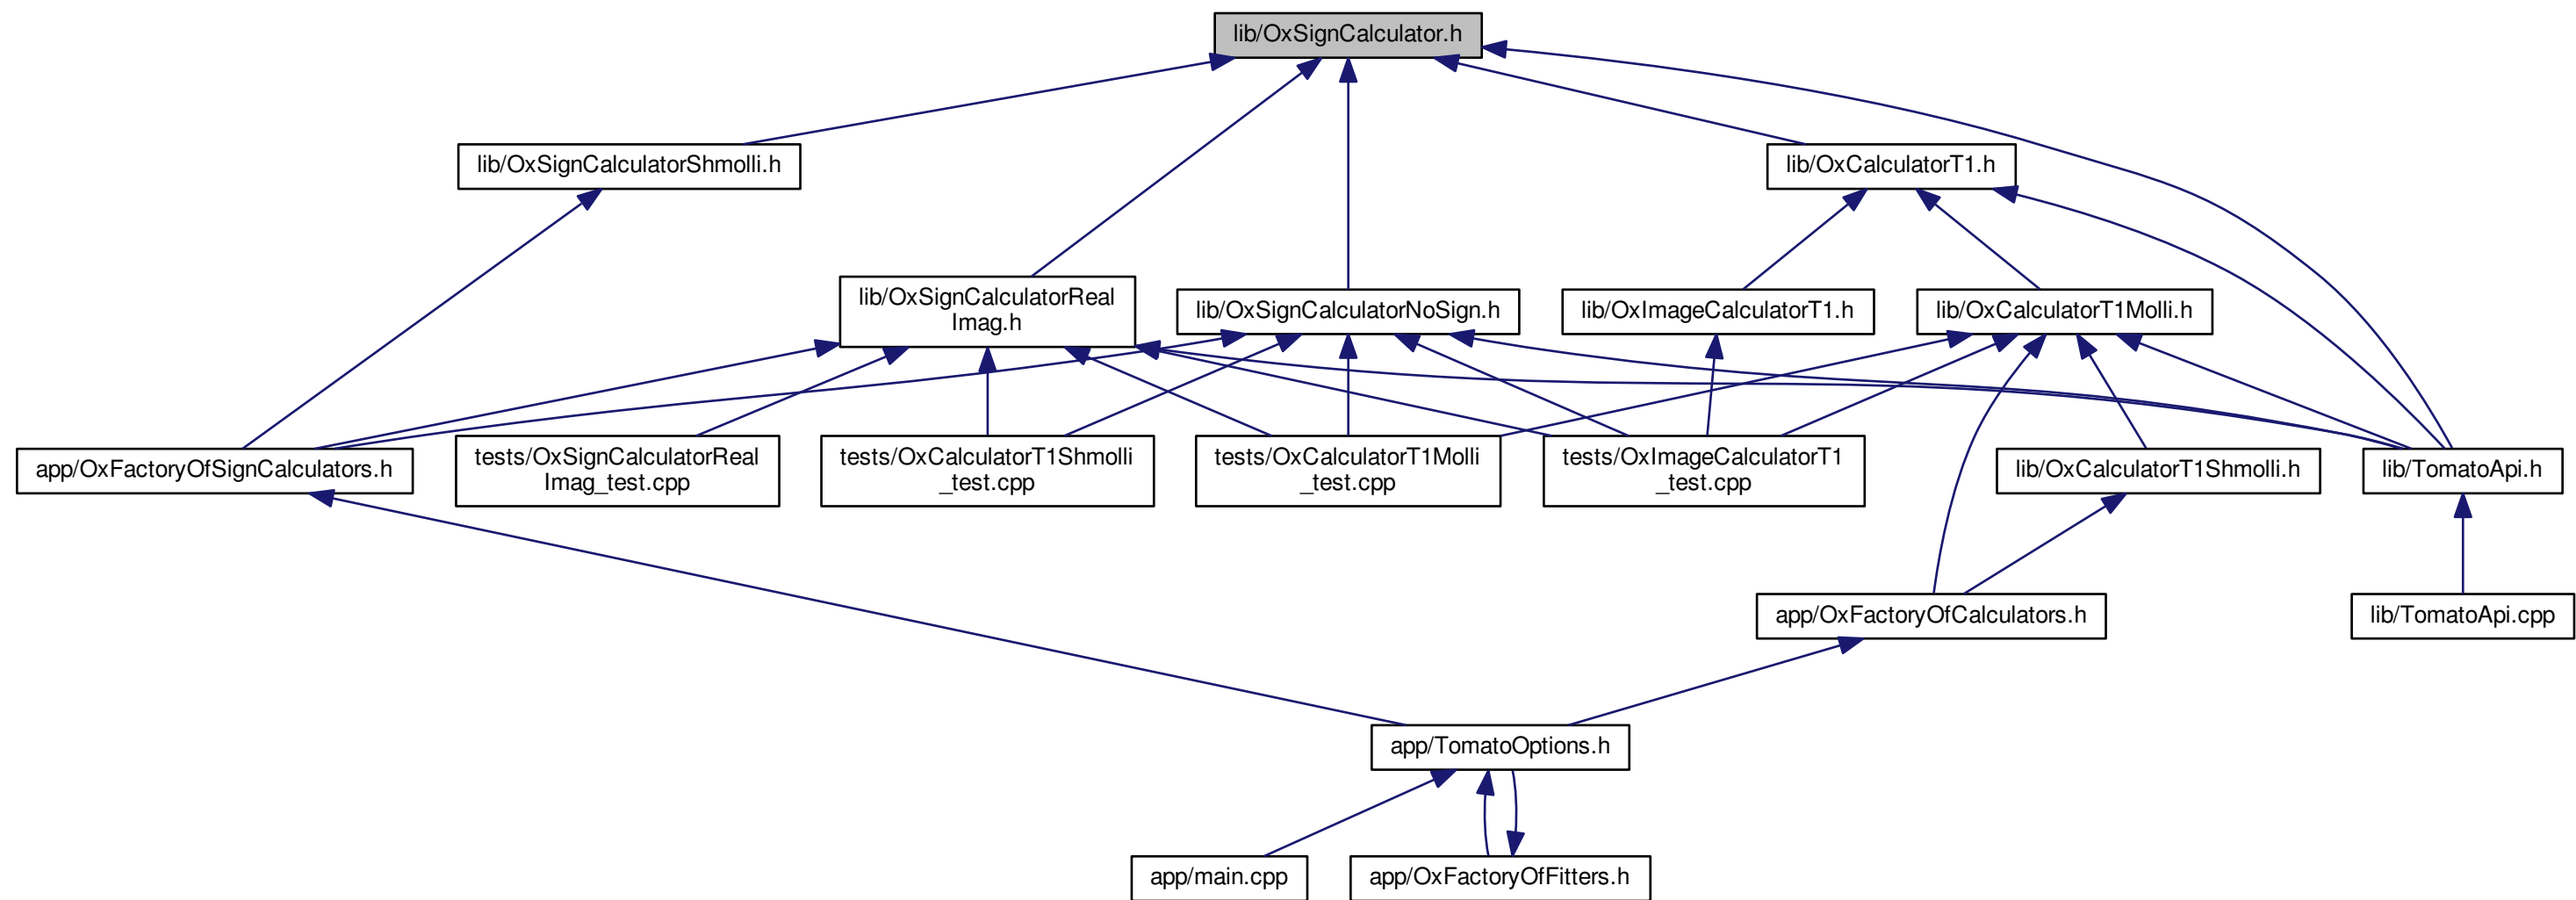 lib/OxSignCalculator.h
lib/OxSignCalculatorShmolli.h
lib/OxCalculatorT1.h
lib/OxSignCalculatorReal
Imag.h
lib/OxSignCalculatorNoSign.h
lib/OxImageCalculatorT1.h
lib/OxCalculatorT1Molli.h
app/OxFactoryOfSignCalculators.h
tests/OxSignCalculatorReal
Imag_test.cpp
tests/OxCalculatorT1Shmolli
_test.cpp
tests/OxCalculatorT1Molli
_test.cpp
tests/OxImageCalculatorT1
_test.cpp
lib/OxCalculatorT1Shmolli.h
lib/TomatoApi.h
app/OxFactoryOfCalculators.h
lib/TomatoApi.cpp
app/TomatoOptions.h
app/main.cpp
app/OxFactoryOfFitters.h